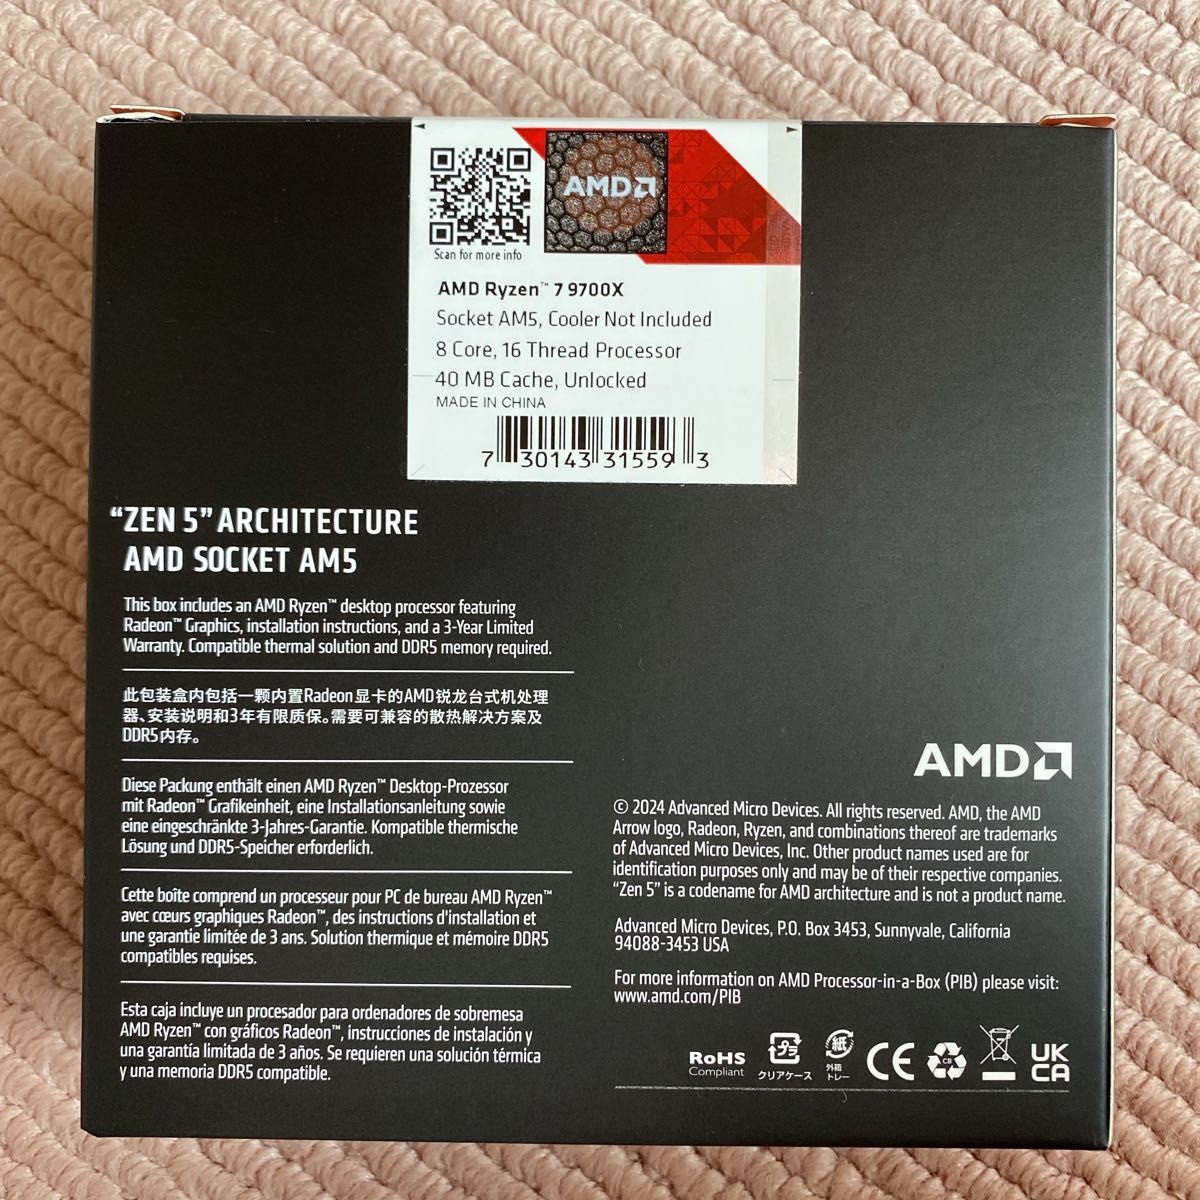 AMD
Scan for more info
AMD Ryzen™ 7 9700X
Socket AM5, Cooler Not Included
8 Core, 16 Thread Processor
40 MB Cache, Unlocked
MADE IN CHINA
7 30143 31559 3
“ZEN 5” ARCHITECTURE
AMD SOCKET AM5
This box includes an AMD Ryzen™ desktop processor featuring
Radeon™ Graphics, installation instructions, and a 3-Year Limited
Warranty. Compatible thermal solution and DDR5 memory required.
此包装盒内包括一颗内置Radeon显卡的AMD锐龙台式机处理
器、安装说明和3年有限质保。需要可兼容的散热解决方案及
DDR5内存。
Diese Packung enthält einen AMD Ryzen™ Desktop-Prozessor
mit Radeon™ Grafikeinheit, eine Installationsanleitung sowie
eine eingeschränkte 3-Jahres-Garantie. Kompatible thermische
Lösung und DDR5-Speicher erforderlich.
Cette boîte comprend un processeur pour PC de bureau AMD Ryzen™
avec cœurs graphiques Radeon™, des instructions d'installation et
une garantie limitée de 3 ans. Solution thermique et mémoire DDR5
compatibles requises.
Esta caja incluye un procesador para ordenadores de sobremesa
AMD Ryzen™ con gráficos Radeon™, instrucciones de instalación y
una garantía limitada de 3 años. Se requieren una solución térmica
y una memoria DDR5 compatible.
AMD
© 2024 Advanced Micro Devices. All rights reserved. AMD, the AMD
Arrow logo, Radeon, Ryzen, and combinations thereof are trademarks
of Advanced Micro Devices, Inc. Other product names used are for
identification purposes only and may be of their respective companies.
“Zen 5” is a codename for AMD architecture and is not a product name.
Advanced Micro Devices, P.O. Box 3453, Sunnyvale, California
94088-3453 USA
For more information on AMD Processor-in-a-Box (PIB) please visit:
www.amd.com/PIB
RoHS
Compliant
プラ
クリアケース
紙
外箱
トレー
CE
CB
UK
CA